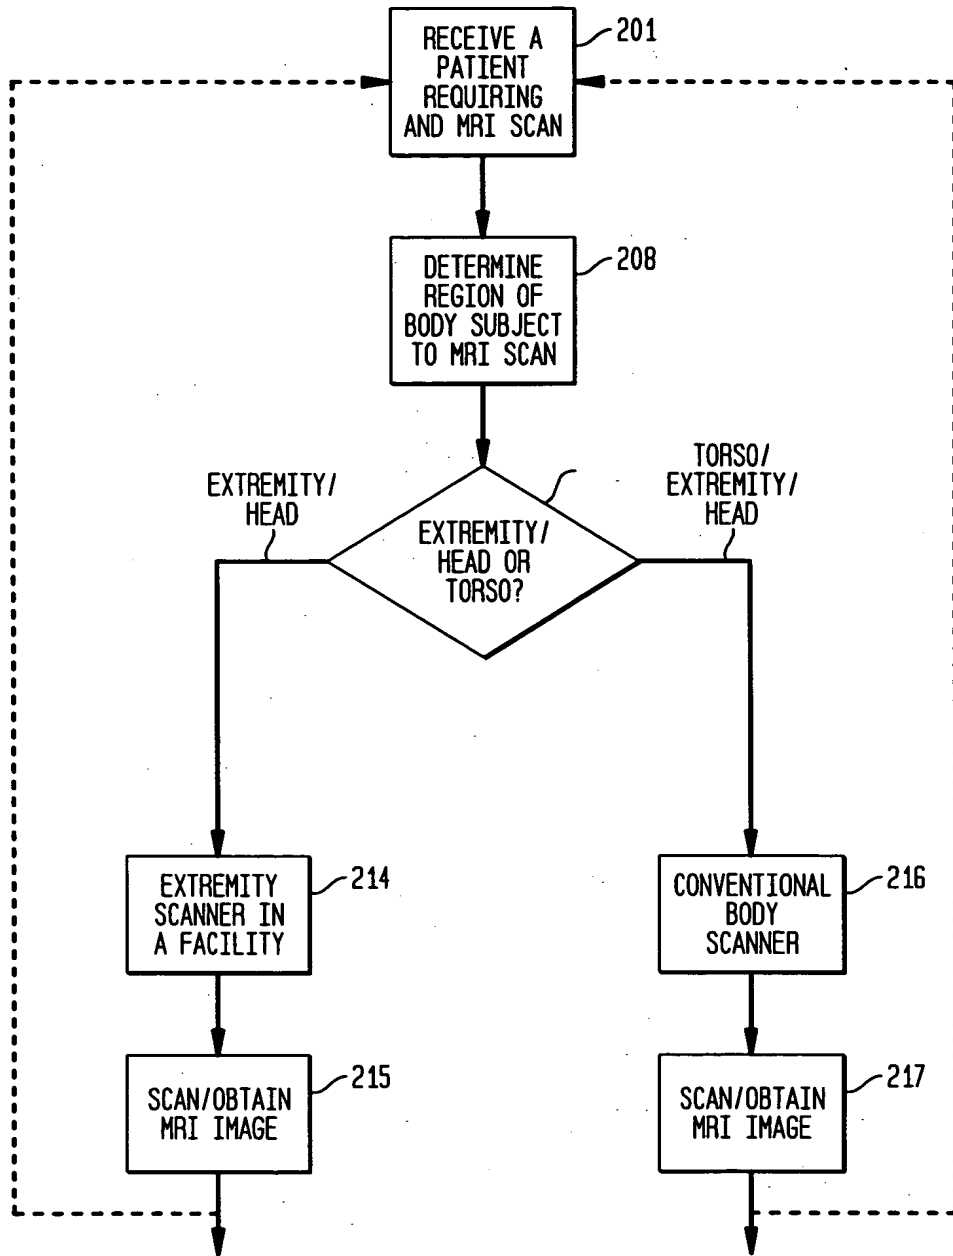 RECEIVE A
PATIENT
REQUIRING
AND MRI SCAN
201
DETERMINE
REGION OF
BODY SUBJECT
TO MRI SCAN
208
EXTREMITY/
HEAD
EXTREMITY/
HEAD OR
TORSO?
TORSO/
EXTREMITY/
HEAD
EXTREMITY
SCANNER IN
A FACILITY
214
CONVENTIONAL
BODY
SCANNER
216
SCAN/OBTAIN
MRI IMAGE
215
SCAN/OBTAIN
MRI IMAGE
217